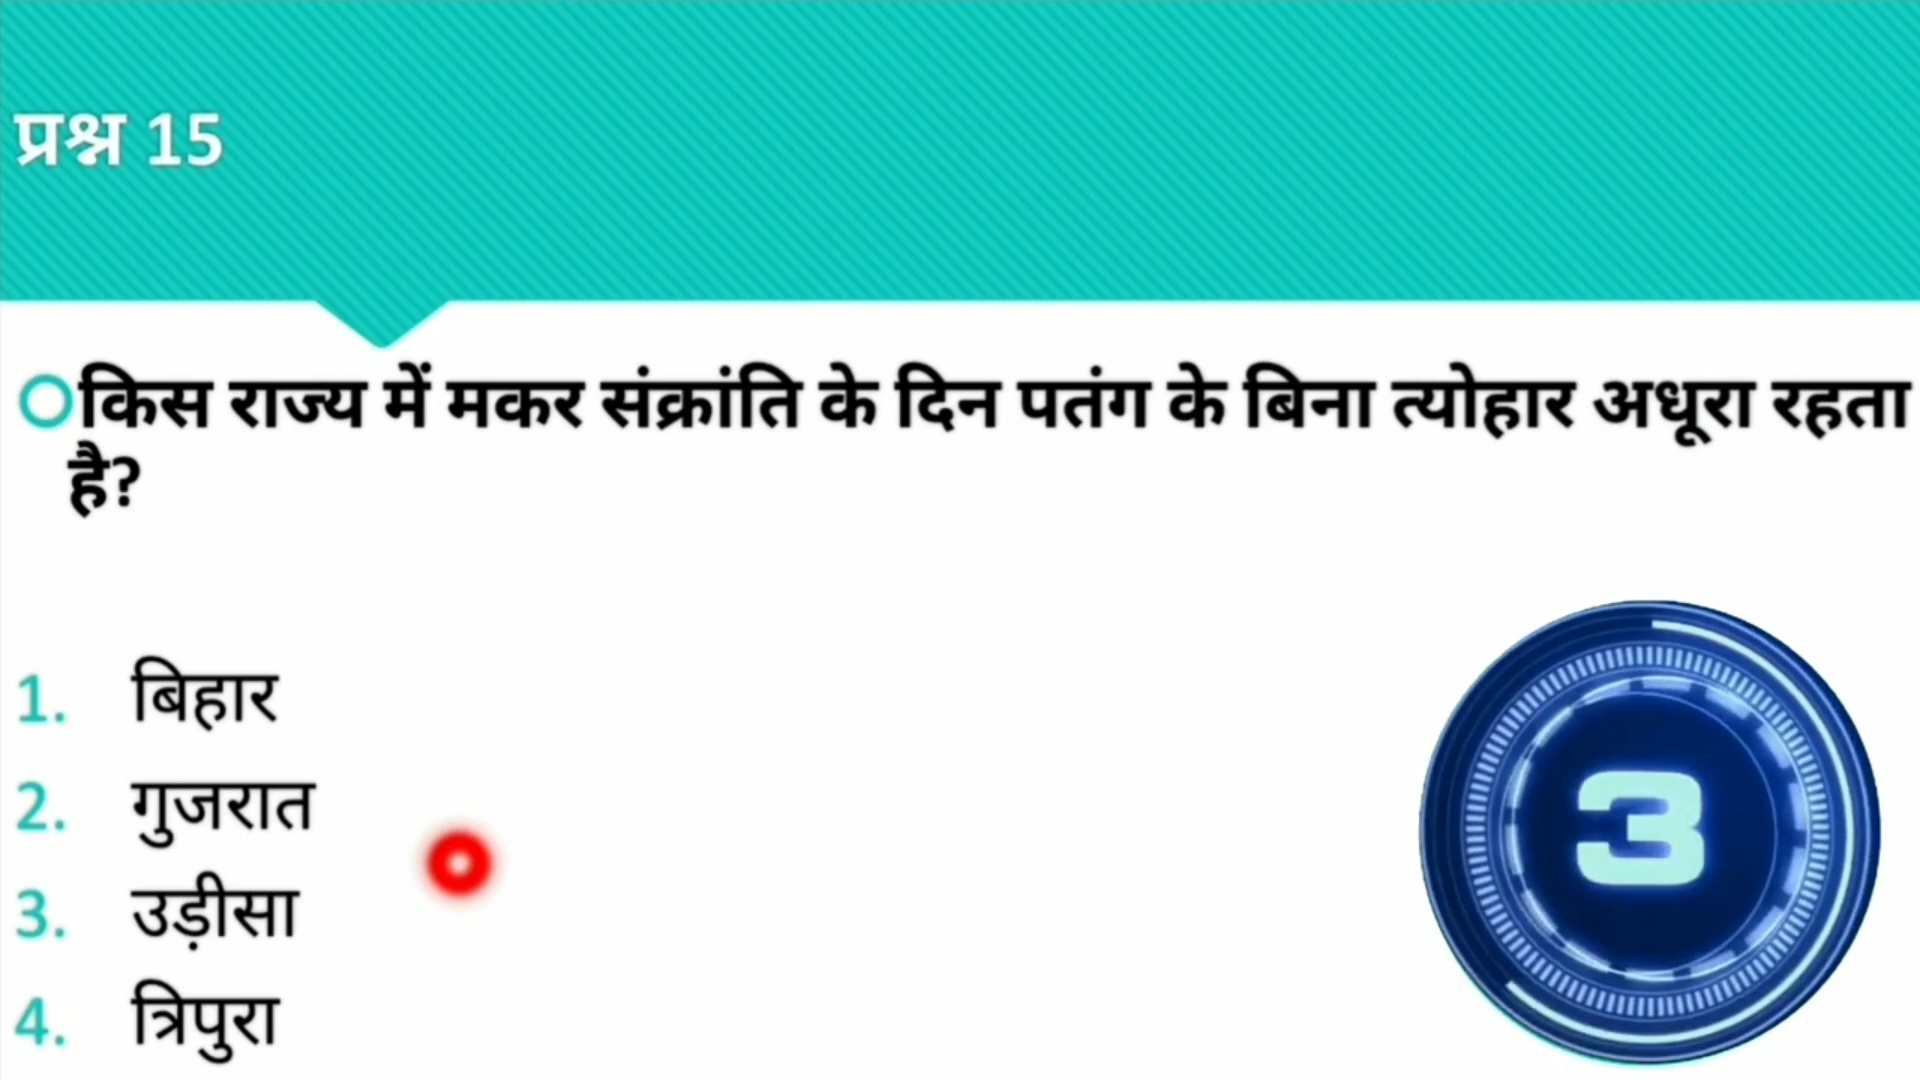 प्रश्न 15
किस राज्य में मकर संक्रांति के दिन पतंग के बिना त्योहार अधूरा रहता
है?
1. बिहार
2. गुजरात
3. उड़ीसा
4. त्रिपुरा
3